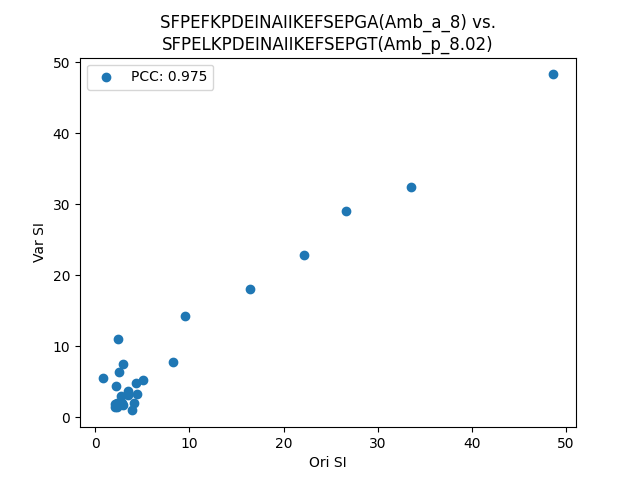 SFPEFKPDEINAIIKEFSEPGA(Amb_a_8) vs.
SFPELKPDEINAIIKEFSEPGT(Amb_p_8.02)
PCC: 0.975
50
40
30
20
10
0
Var SI
0 10 20 30 40 50
Ori SI